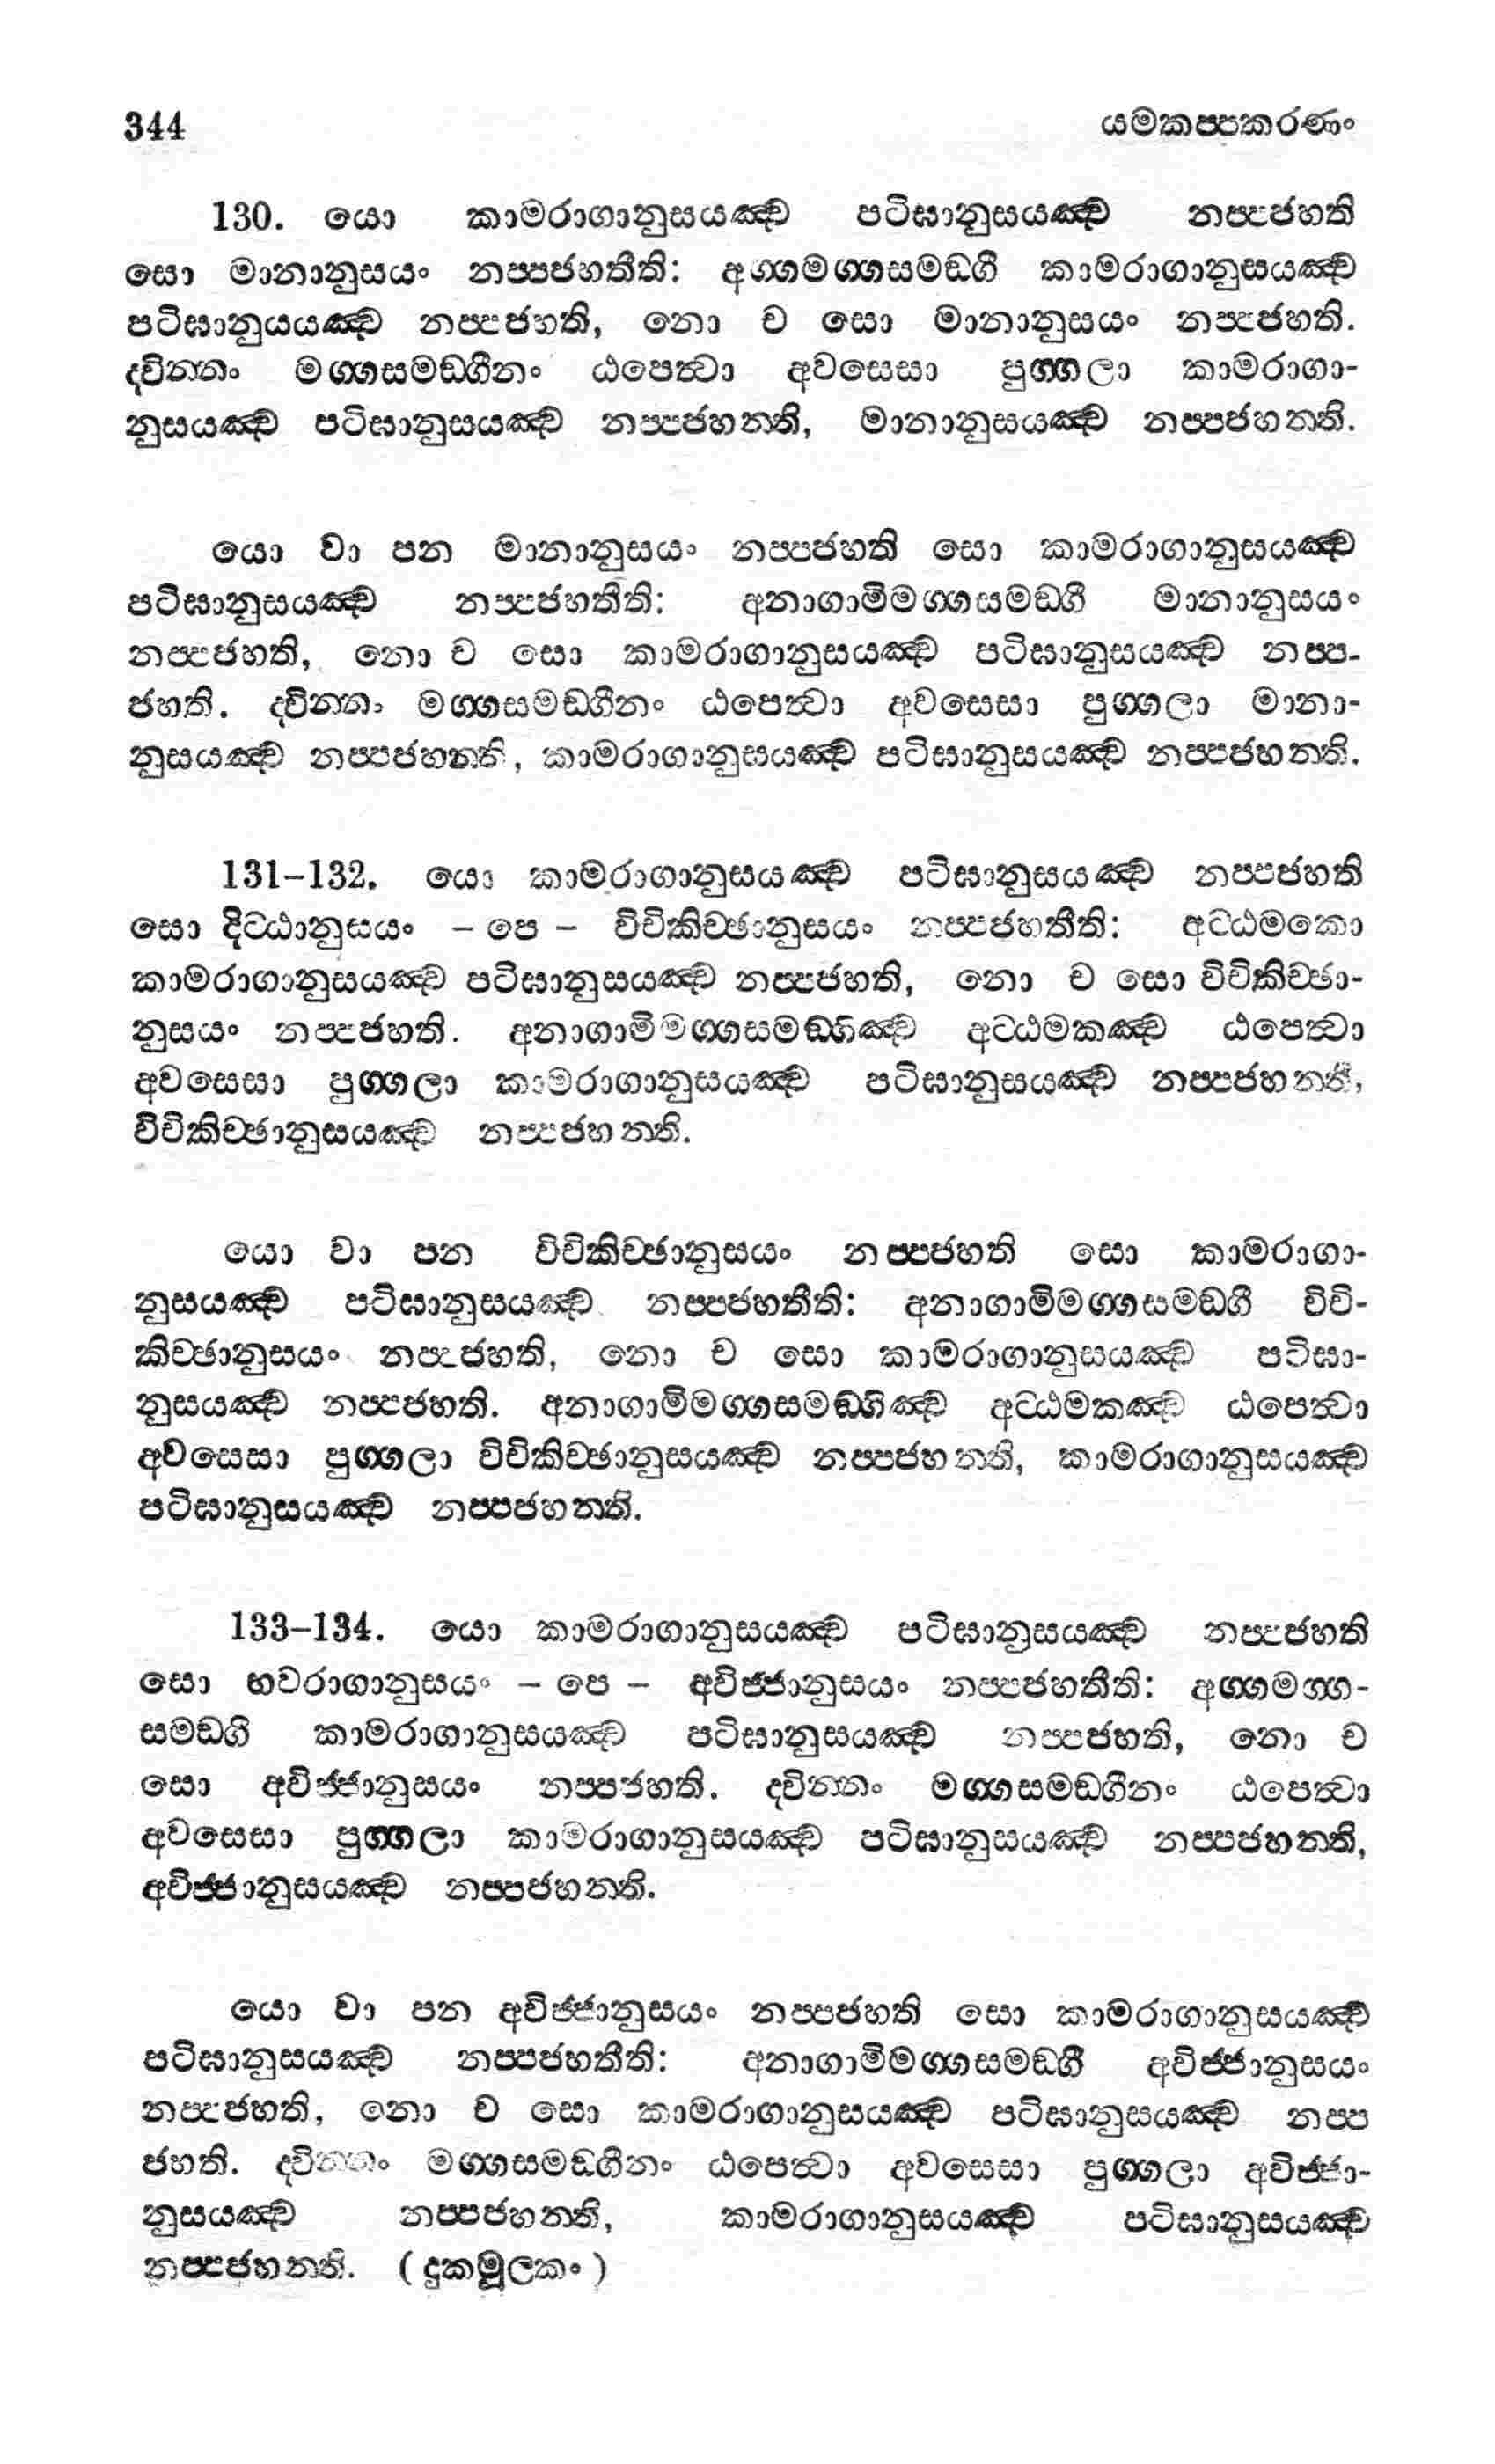 344 යමකප්පකරණං
130. යො කාමරාගානුසයඤ්ච පටිඝානුසයඤ්ච නප්පජහති
සො මානානුසයං නප්පජහතීති: අග්ගමග්ගසමඞ්ගී කාමරාගානුසයඤ්ච
පටිඝානුයයඤ්ච නප්පජහති, නො ච සො මානානුසයං නප්පජහති.
ද්වින්නං මග්ගසමඞ්ගීනං ඨපෙත්වා අවසෙසා පුග්ගලා කාමරාගා-
නුසයඤ්ච පටිඝානුසයඤ්ච නප්පජහන්ති, මානානුසයඤ්ච නප්පජහන්ති.
යො වා පන මානානුසයං නප්පජහති සො කාමරාගානුසයඤ්ච
පටිඝානුසයඤ්ච නප්පජහතීති: අනාගාමිමග්ගසමඞ්ගී මානානුසයං
නප්පජහති, නො ච සො කාමරාගානුසයඤ්ච පටිඝානුසයඤ්ච නප්ප-
ජහති. ද්වින්නං මග්ගසමඞ්ගීනං ඨපෙත්වා අවසෙසා පුග්ගලා මානා-
නුසයඤ්ච නප්පජහන්ති, කාමරාගානුසයඤ්ච පටිඝානුසයඤ්ච නප්පජහන්ති.
131-132. යො කාමරාගානුසයඤ්ච පටිඝානුසයඤ්ච නප්පජහති
සො දිට්ඨානුසයං - පෙ - විචිකිච්ඡානුසයං නප්පජහතීති: අට්ඨමකො
කාමරාගානුසයඤ්ච පටිඝානුසයඤ්ච නප්පජහති, නො ච සො විචිකිච්ඡා-
නුසයං නප්පජහති. අනාගාමිමග්ගසමඞ්ගිඤ්ච අට්ඨමකඤ්ච ඨපෙත්වා
අවසෙසා පුග්ගලා කාමරාගානුසයඤ්ච පටිඝානුසයඤ්ච නප්පජහන්ති,
විචිකිච්ඡානුසයඤ්ච නප්පජහන්ති.
යො වා පන විචිකිච්ඡානුසයං නප්පජහති සො කාමරාගා-
නුසයඤ්ච පටිඝානුසයඤ්ච නප්පජහතීති: අනාගාමිමග්ගසමඞ්ගී විචි-
කිච්ඡානුසයං නප්පජහති, නො ච සො කාමරාගානුසයඤ්ච පටිඝා-
නුසයඤ්ච නප්පජහති. අනාගාමිමග්ගසමඞ්ගිඤ්ච අට්ඨමකඤ්ච ඨපෙත්වා
අවසෙසා පුග්ගලා විචිකිච්ඡානුසයඤ්ච නප්පජහන්ති, කාමරාගානුසයඤ්ච
පටිඝානුසයඤ්ච නප්පජහන්ති.
133-134. යො කාමරාගානුසයඤ්ච පටිඝානුසයඤ්ච නප්පජහති
සො භවරාගානුසයං - පෙ - අවිජ්ජානුසයං නප්පජහතීති: අග්ගමග්ග-
සමඞ්ගී කාමරාගානුසයඤ්ච පටිඝානුසයඤ්ච නප්පජහති, නො ච
සො අවිජ්ජානුසයං නප්පජහති. ද්වින්නං මග්ගසමඞ්ගීනං ඨපෙත්වා
අවසෙසා පුග්ගලා කාමරාගානුසයඤ්ච පටිඝානුසයඤ්ච නප්පජහන්ති,
අවිජ්ජානුසයඤ්ච නප්පජහන්ති.
යො වා පන අවිජ්ජානුසයං නප්පජහති සො කාමරාගානුසයඤ්ච
පටිඝානුසයඤ්ච නප්පජහතීති: අනාගාමිමග්ගසමඞ්ගී අවිජ්ජානුසයං
නප්පජහති, නො ච සො කාමරාගානුසයඤ්ච පටිඝානුසයඤ්ච නප්ප
ජහති. ද්වින්නං මග්ගසමඞ්ගීනං ඨපෙත්වා අවසෙසා පුග්ගලා අවිජ්ජා-
නුසයඤ්ච නප්පජහන්ති, කාමරාගානුසයඤ්ච පටිඝානුසයඤ්ච
නප්පජහන්ති. (දුකමූලකං)